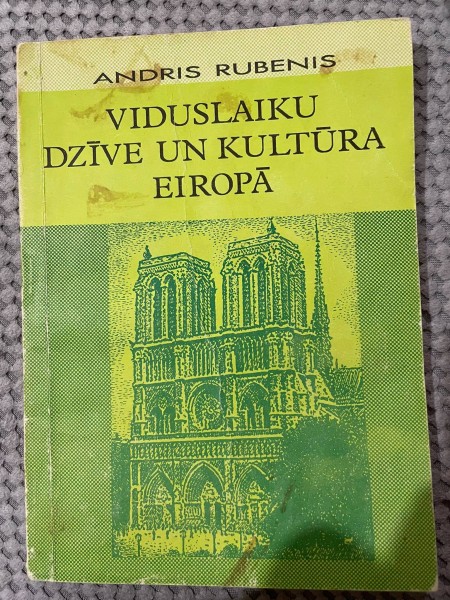 ANDRIS RUBENIS
VIDUSLAIKU
DZĪVE UN KULTŪRA
EIROPĀ